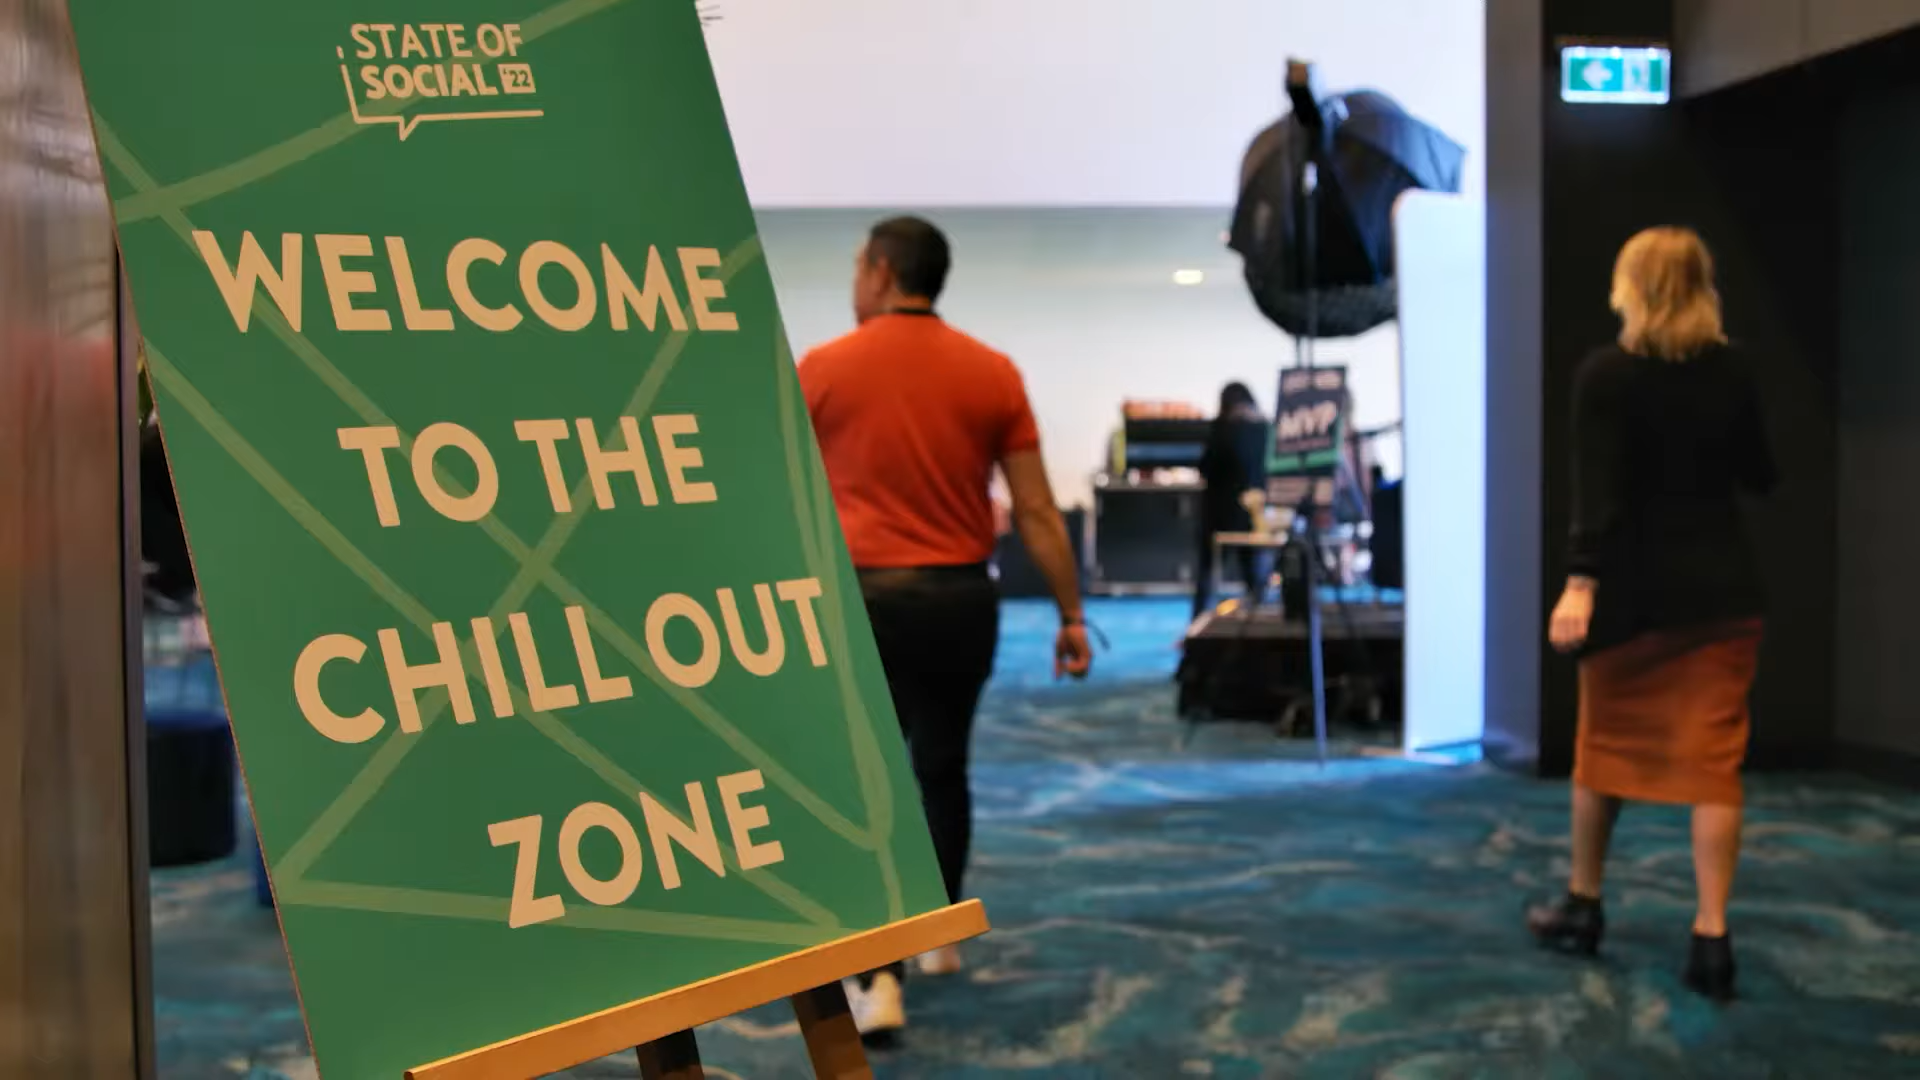 STATE OF
SOCIAL '22
WELCOME
TO THE
CHILL OUT
ZONE
MVP